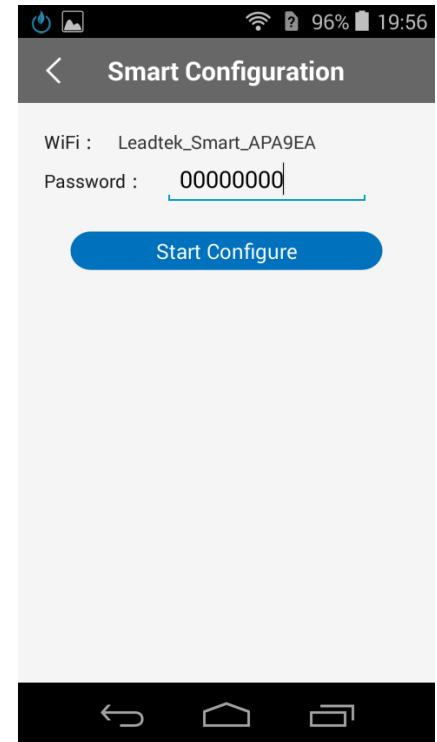 96% 19:56
Smart Configuration
WiFi : Leadtek_Smart_APA9EA
Password : 00000000
Start Configure